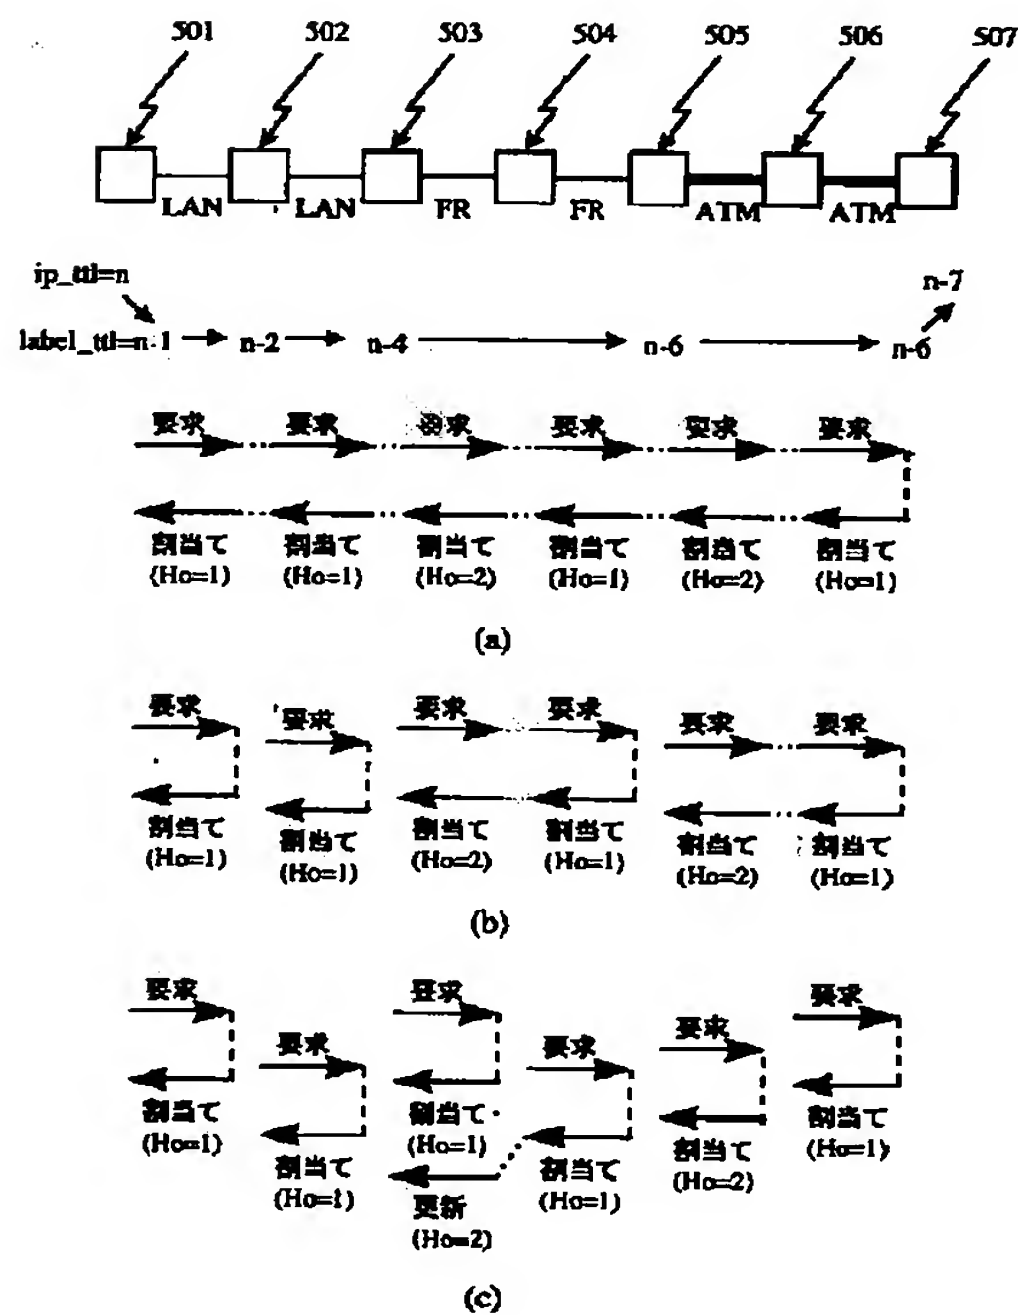 501 502 503 504 505 506 507
LAN LAN FR FR ATM ATM
ip_ttl=n
n-7
label_ttl=n-1 n-2 n-4 n-6 n-6
要求 要求 要求 要求 要求 要求
割当て 割当て 割当て 割当て 割当て 割当て
(Ho=1) (Ho=1) (Ho=2) (Ho=1) (Ho=2) (Ho=1)
(a)
要求 要求 要求 要求 要求 要求
割当て 割当て 割当て 割当て 割当て 割当て
(Ho=1) (Ho=1) (Ho=2) (Ho=1) (Ho=2) (Ho=1)
(b)
要求 要求 要求
要求 要求 要求
割当て 割当て 割当て
(Ho=1) (Ho=1) (Ho=1)
割当て 割当て 割当て
(Ho=1) (Ho=1) (Ho=2)
更新
(Ho=2)
(c)